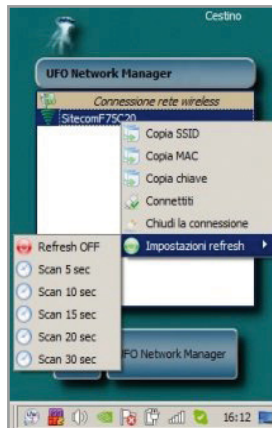 Cestino
UFO Network Manager
Connessione rete wireless
SitecomF75C20
Copia SSID
Copia MAC
Copia chiave
Connettiti
Chiudi la connessione
Impostazioni refresh
Refresh OFF
Scan 5 sec
Scan 10 sec
Scan 15 sec
Scan 20 sec
Scan 30 sec
UFO Network Manager
16:12